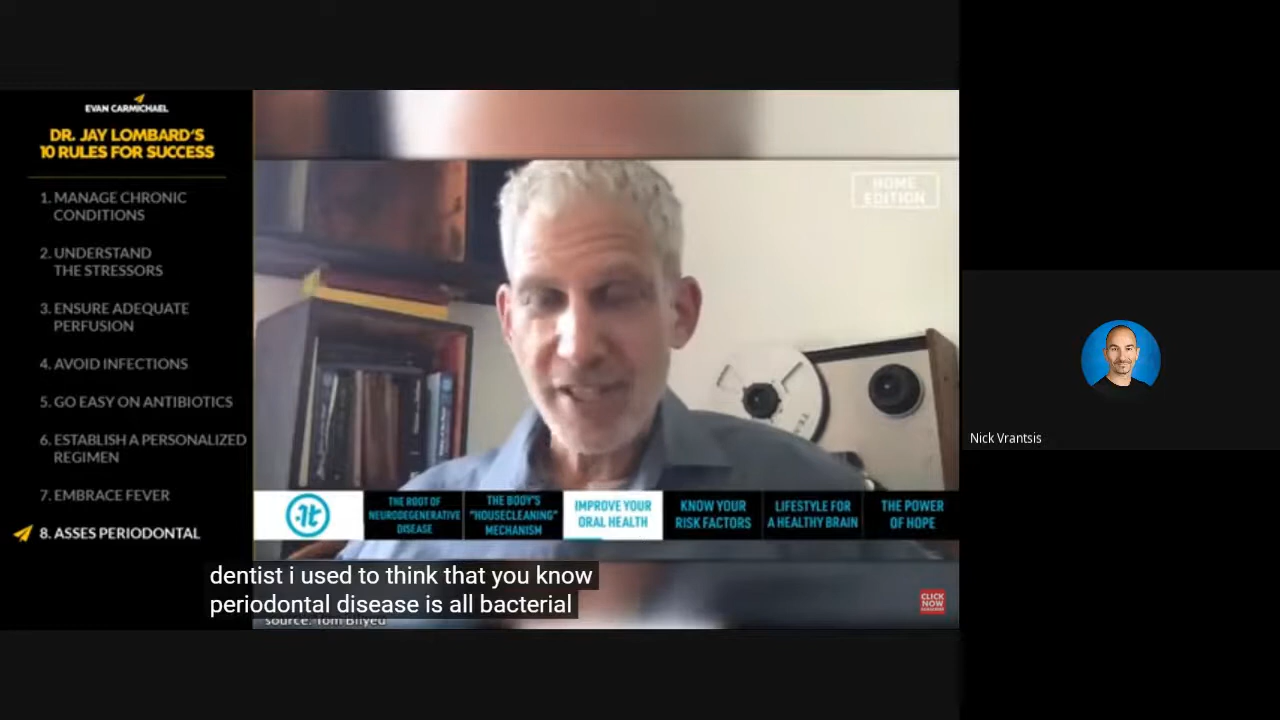 EVAN CARMICHAEL
DR. JAY LOMBARD'S
10 RULES FOR SUCCESS
1. MANAGE CHRONIC
CONDITIONS
2. UNDERSTAND
THE STRESSORS
3. ENSURE ADEQUATE
PERFUSION
4. AVOID INFECTIONS
5. GO EASY ON ANTIBIOTICS
6. ESTABLISH A PERSONALIZED
REGIMEN
7. EMBRACE FEVER
8. ASSES PERIODONTAL
HOME
EDITION
THE ROOT OF
NEURODEGENERATIVE
DISEASE
THE BODY'S
"HOUSECLEANING"
MECHANISM
IMPROVE YOUR
ORAL HEALTH
KNOW YOUR
RISK FACTORS
LIFESTYLE FOR
A HEALTHY BRAIN
THE POWER
OF HOPE
dentist i used to think that you know
periodontal disease is all bacterial
source: Tom Bilyeu
CLICK
NOW
Nick Vrantsis